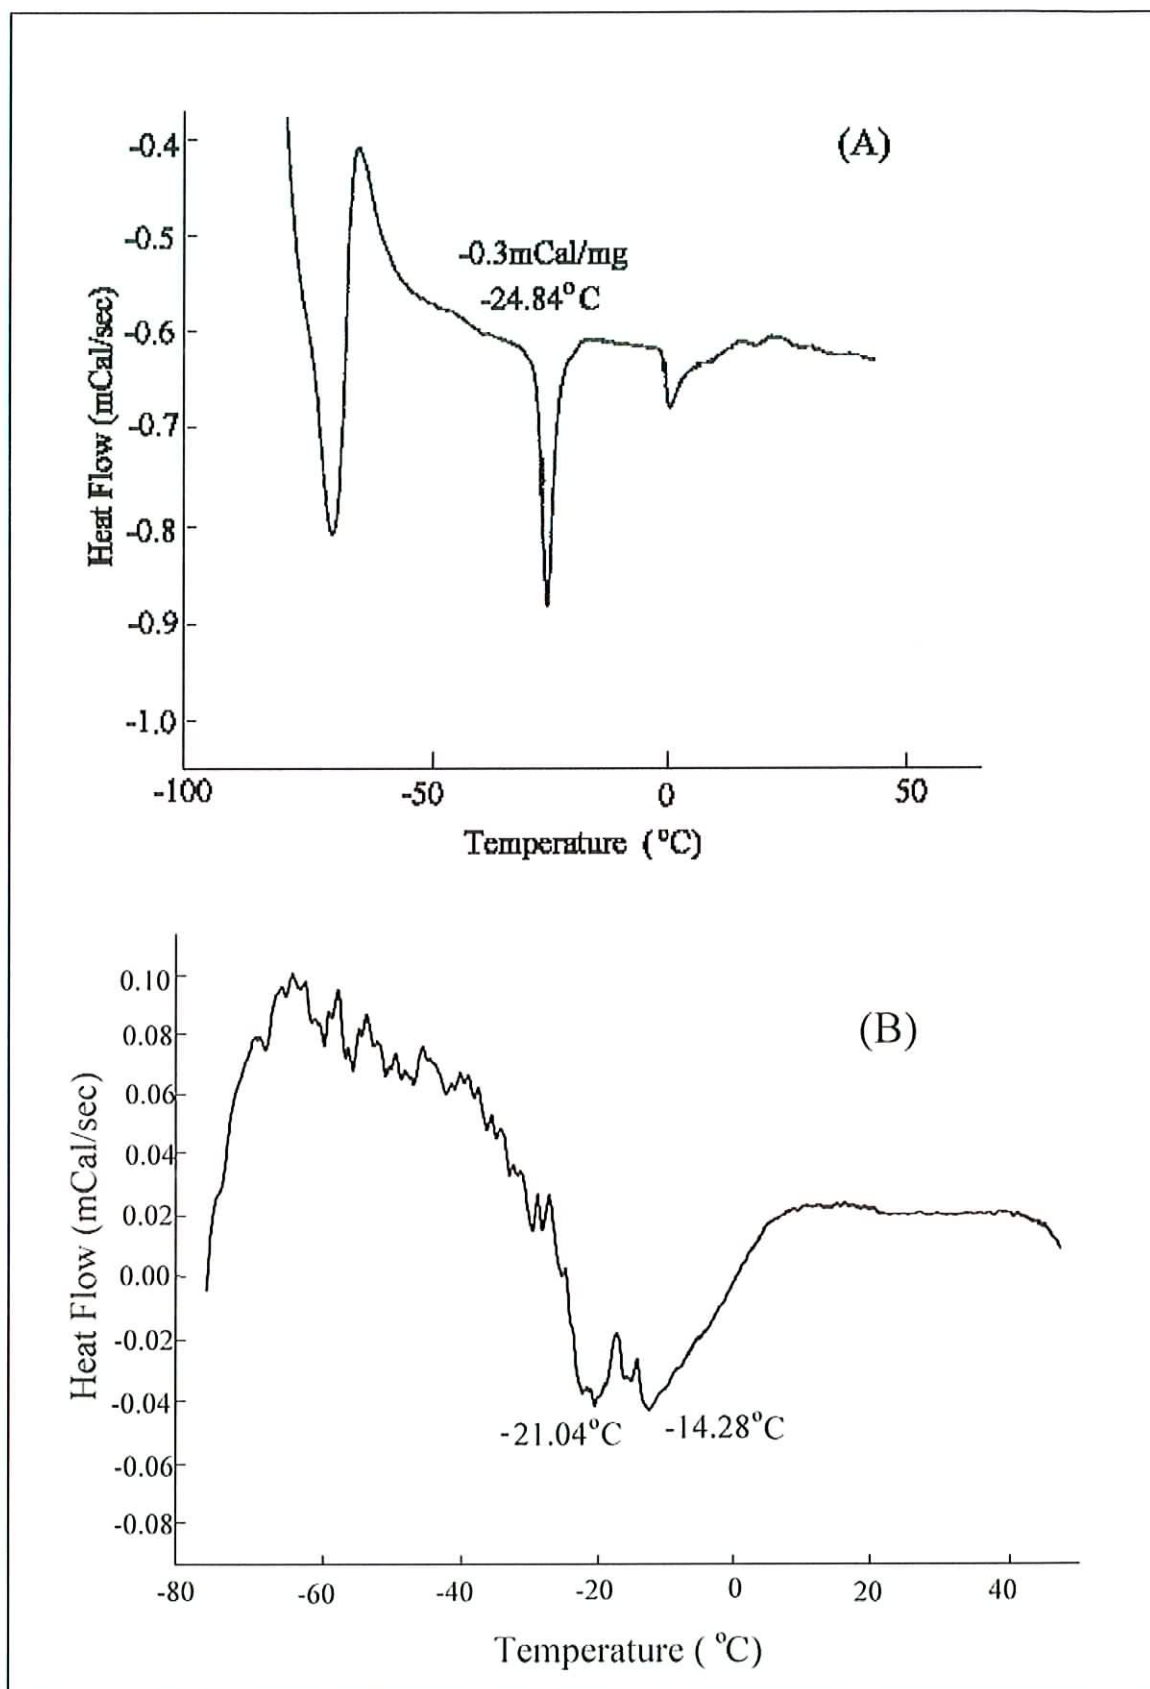 (A)
-0.4
-0.5
-0.6
-0.7
-0.8
-0.9
-1.0
Heat Flow (mCal/sec)
-0.3mCal/mg
-24.84°C
-100
-50
0
50
Temperature (°C)
(B)
0.10
0.08
0.06
0.04
0.02
0.00
-0.02
-0.04
-0.06
-0.08
Heat Flow (mCal/sec)
-21.04°C
-14.28°C
-80
-60
-40
-20
0
20
40
Temperature ( °C)